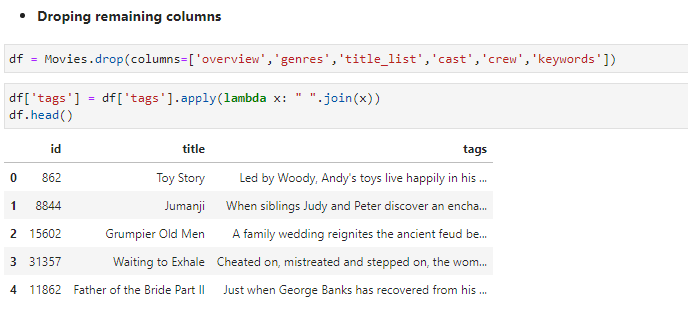 • Droping remaining columns
df = Movies.drop(columns=['overview','genres','title_list','cast','crew','keywords'])
df['tags'] = df['tags'].apply(lambda x: " ".join(x))
df.head()
id title tags
0 862 Toy Story Led by Woody, Andy's toys live happily in his ...
1 8844 Jumanji When siblings Judy and Peter discover an encha...
2 15602 Grumpier Old Men A family wedding reignites the ancient feud be...
3 31357 Waiting to Exhale Cheated on, mistreated and stepped on, the wom...
4 11862 Father of the Bride Part II Just when George Banks has recovered from his ...